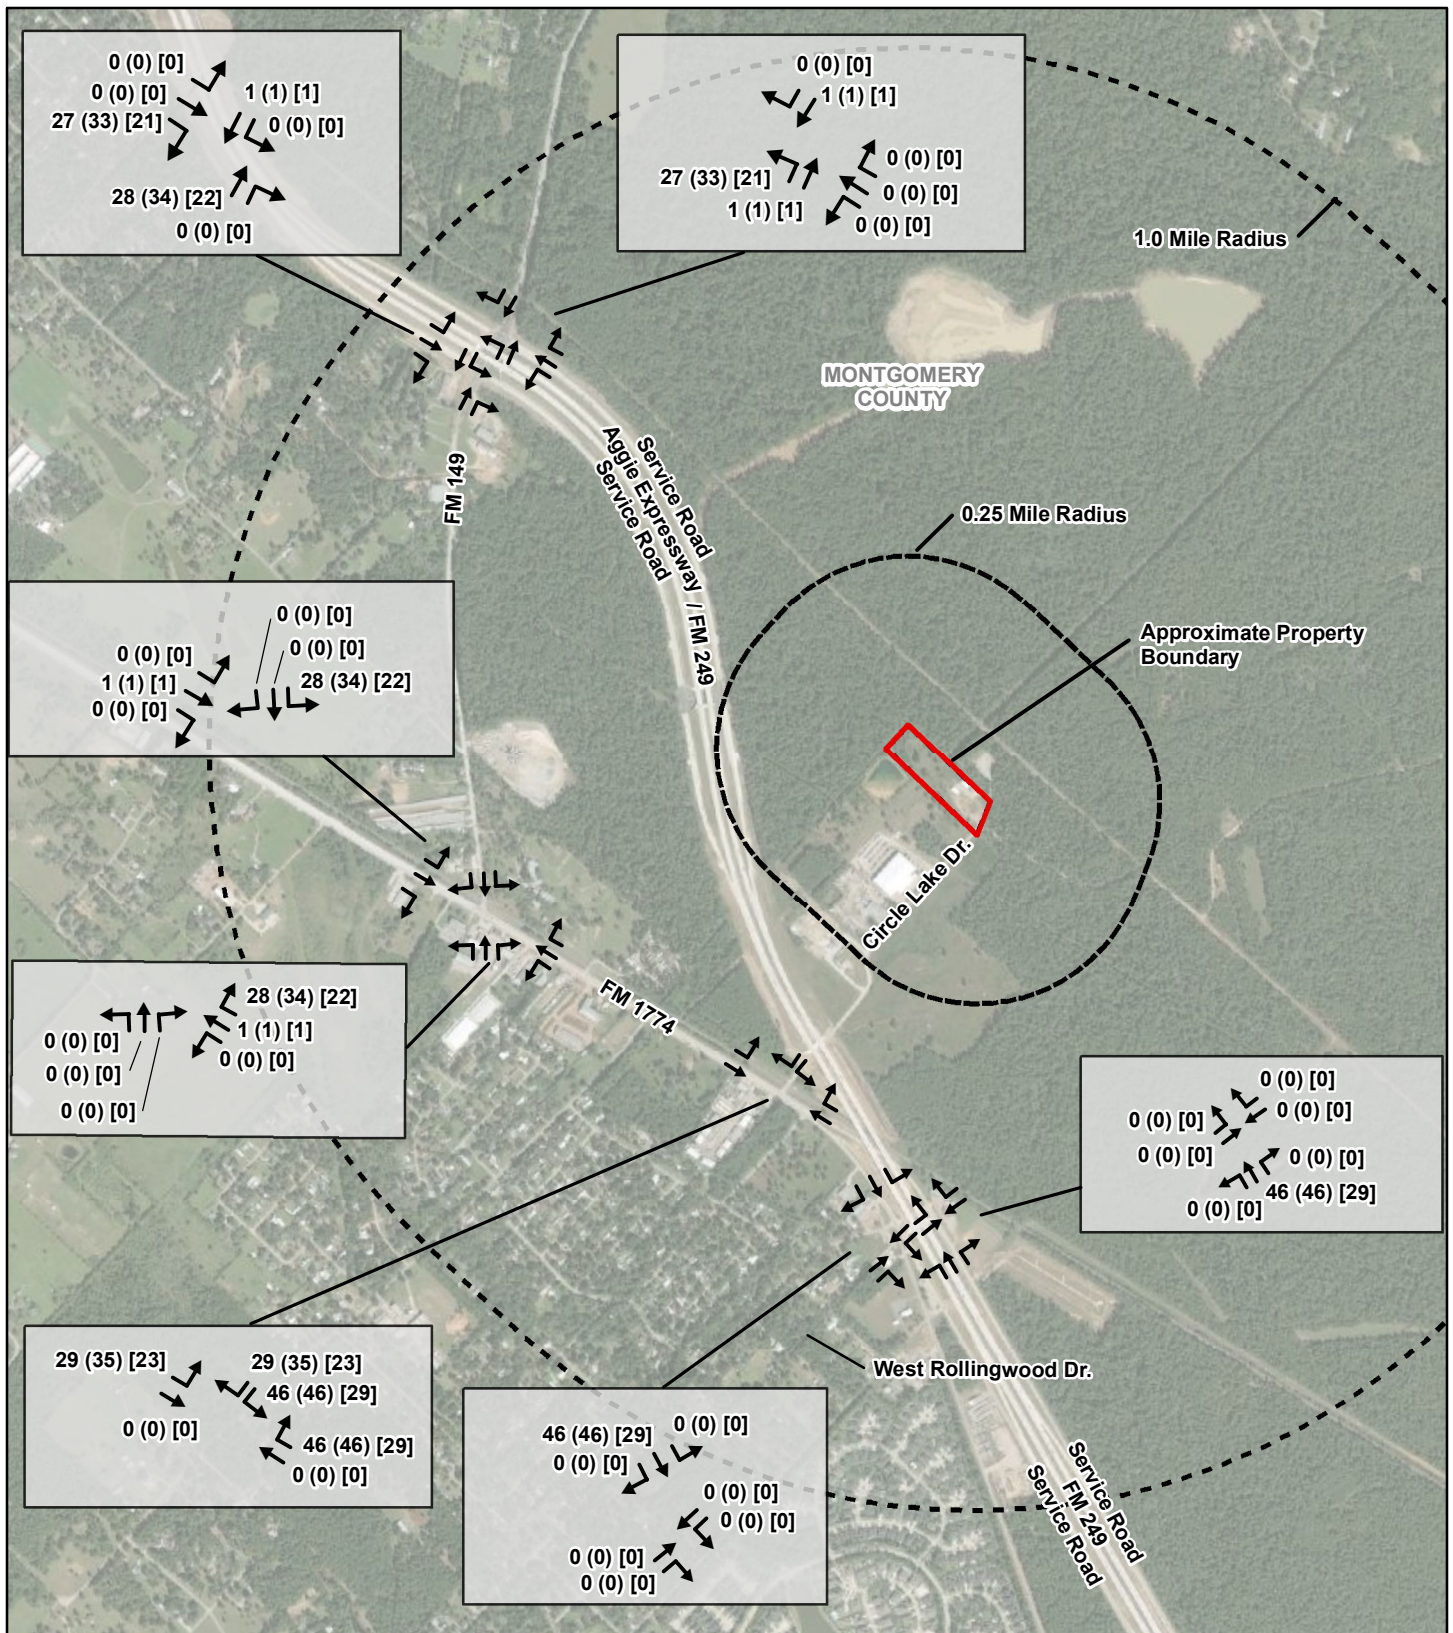 0 (0) [0]
0 (0) [0]
27 (33) [21]
1 (1) [1]
0 (0) [0]
28 (34) [22]
0 (0) [0]
0 (0) [0]
1 (1) [1]
27 (33) [21]
1 (1) [1]
0 (0) [0]
0 (0) [0]
0 (0) [0]
1.0 Mile Radius
MONTGOMERY
COUNTY
Service Road
Aggie Expressway / FM 249
Service Road
FM 149
0.25 Mile Radius
Approximate Property
Boundary
0 (0) [0]
0 (0) [0]
0 (0) [0]
1 (1) [1]
28 (34) [22]
0 (0) [0]
Circle Lake Dr.
FM 1774
28 (34) [22]
1 (1) [1]
0 (0) [0]
0 (0) [0]
0 (0) [0]
0 (0) [0]
0 (0) [0]
0 (0) [0]
0 (0) [0]
0 (0) [0]
0 (0) [0]
46 (46) [29]
0 (0) [0]
29 (35) [23]
29 (35) [23]
46 (46) [29]
0 (0) [0]
46 (46) [29]
0 (0) [0]
West Rollingwood Dr.
0 (0) [0]
46 (46) [29]
0 (0) [0]
0 (0) [0]
0 (0) [0]
0 (0) [0]
0 (0) [0]
Service Road
FM 249
Service Road